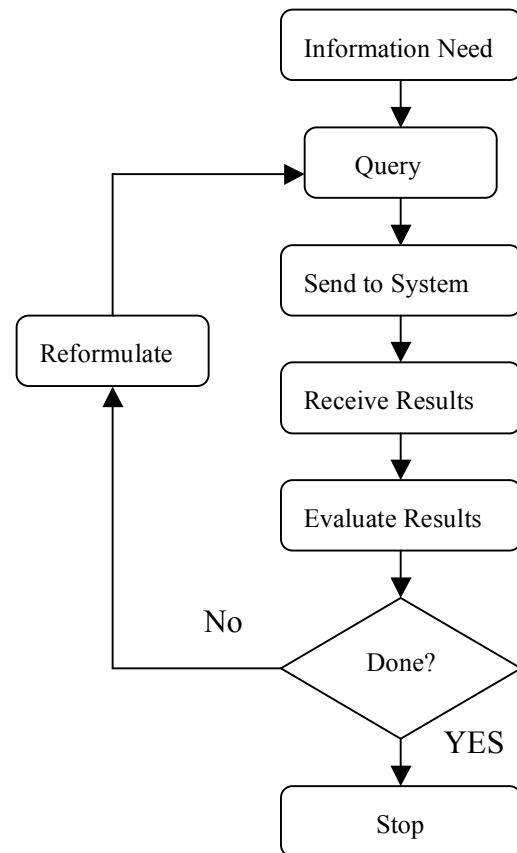 Information Need
Query
Send to System
Reformulate
Receive Results
Evaluate Results
No
Done?
YES
Stop